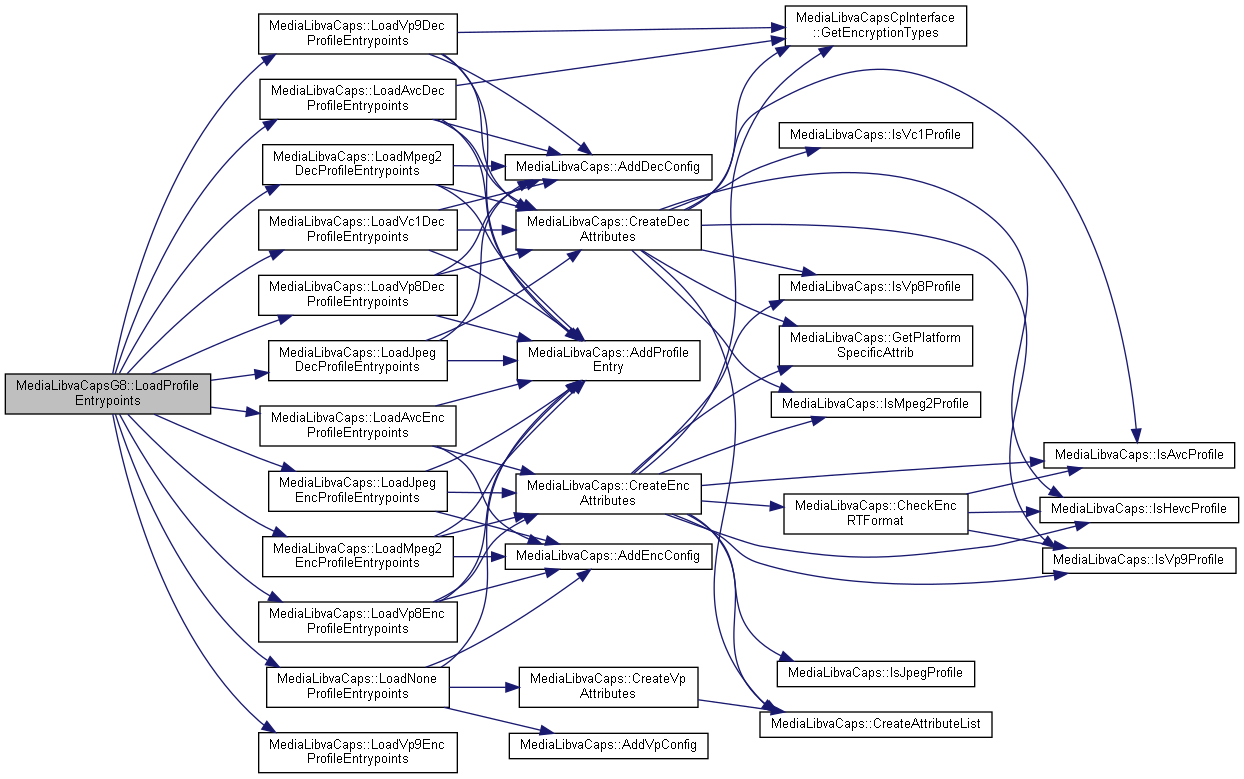 MediaLibvaCapsG8::LoadProfile
Entrypoints
MediaLibvaCaps::LoadVp9Dec
ProfileEntrypoints
MediaLibvaCaps::LoadAvcDec
ProfileEntrypoints
MediaLibvaCaps::LoadMpeg2
DecProfileEntrypoints
MediaLibvaCaps::LoadVc1Dec
ProfileEntrypoints
MediaLibvaCaps::LoadVp8Dec
ProfileEntrypoints
MediaLibvaCaps::LoadJpeg
DecProfileEntrypoints
MediaLibvaCaps::LoadAvcEnc
ProfileEntrypoints
MediaLibvaCaps::LoadJpeg
EncProfileEntrypoints
MediaLibvaCaps::LoadMpeg2
EncProfileEntrypoints
MediaLibvaCaps::LoadVp8Enc
ProfileEntrypoints
MediaLibvaCaps::LoadNone
ProfileEntrypoints
MediaLibvaCaps::LoadVp9Enc
ProfileEntrypoints
MediaLibvaCaps::AddDecConfig
MediaLibvaCaps::CreateDec
Attributes
MediaLibvaCaps::AddProfile
Entry
MediaLibvaCaps::CreateEnc
Attributes
MediaLibvaCaps::AddEncConfig
MediaLibvaCaps::CreateVp
Attributes
MediaLibvaCaps::AddVpConfig
MediaLibvaCapsCpInterface
::GetEncryptionTypes
MediaLibvaCaps::IsVc1Profile
MediaLibvaCaps::IsVp8Profile
MediaLibvaCaps::GetPlatform
SpecificAttrib
MediaLibvaCaps::IsMpeg2Profile
MediaLibvaCaps::CheckEnc
RTFormat
MediaLibvaCaps::IsJpegProfile
MediaLibvaCaps::CreateAttributeList
MediaLibvaCaps::IsAvcProfile
MediaLibvaCaps::IsHevcProfile
MediaLibvaCaps::IsVp9Profile